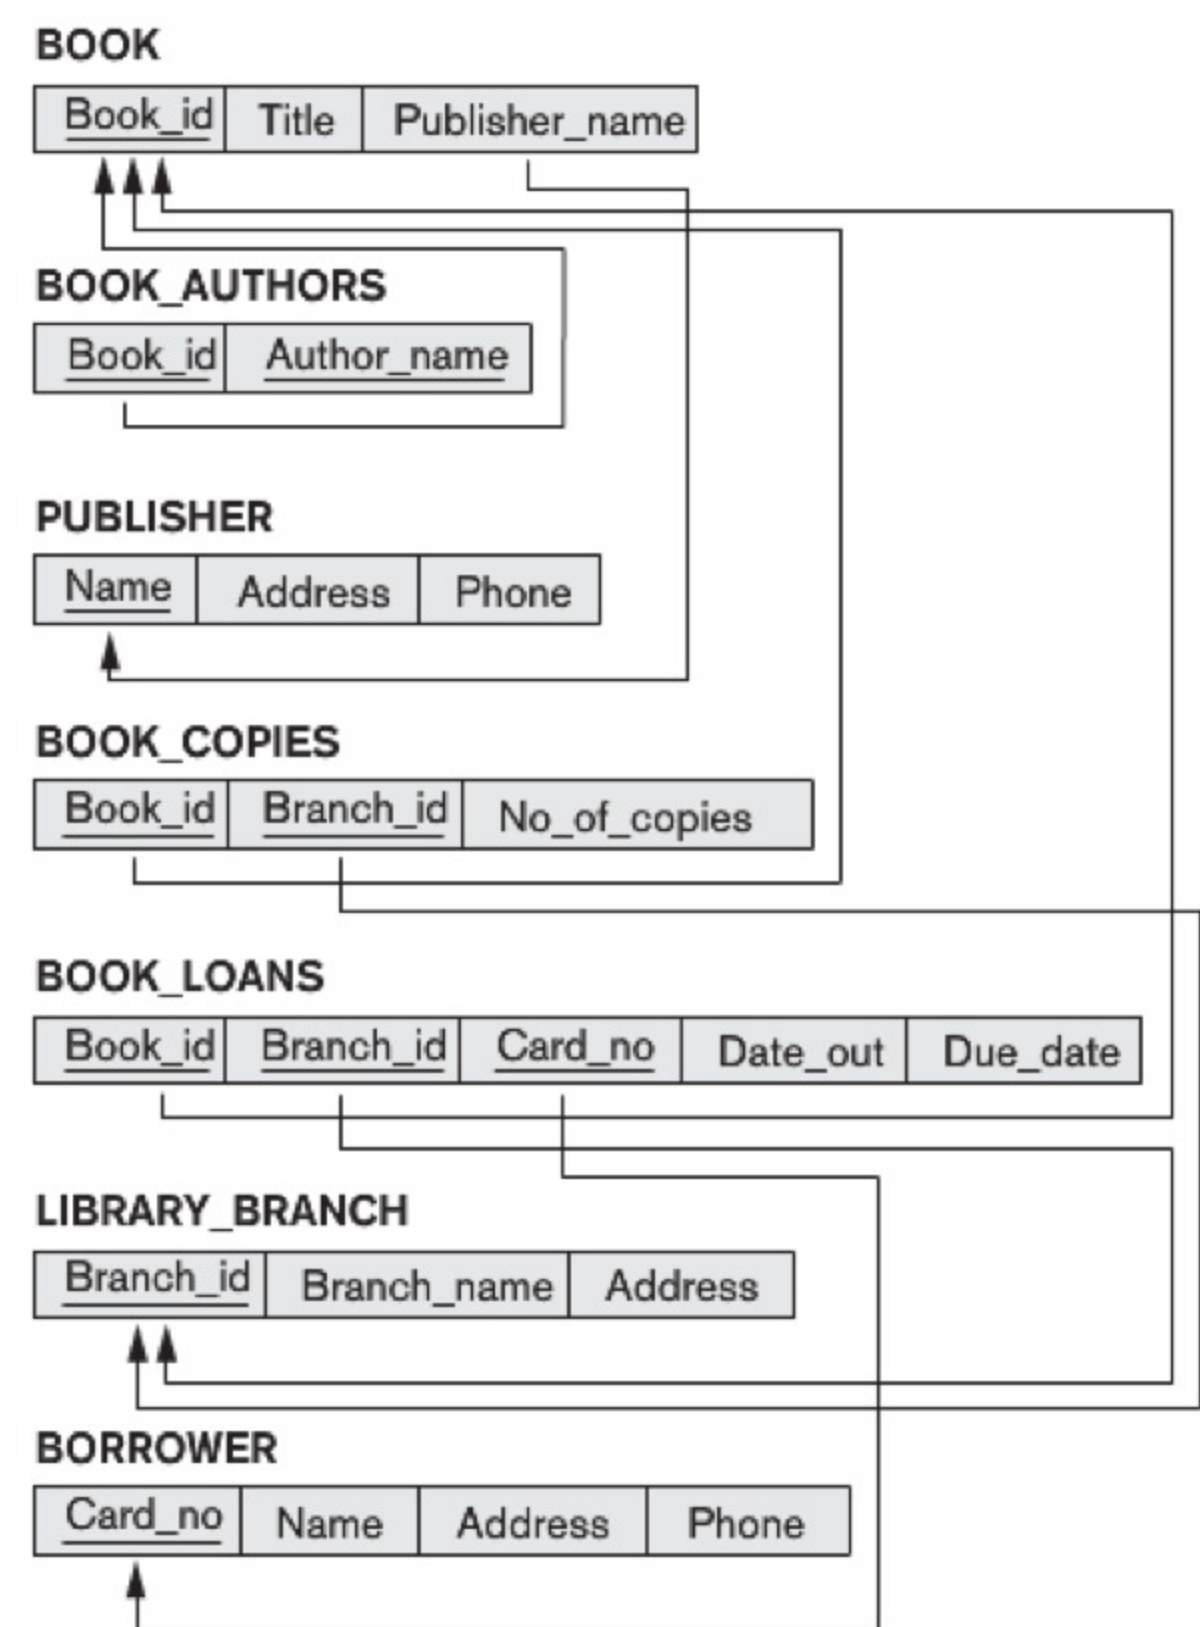 BOOK
Book_id Title Publisher_name
BOOK_AUTHORS
Book_id Author_name
PUBLISHER
Name Address Phone
BOOK_COPIES
Book_id Branch_id No_of_copies
BOOK_LOANS
Book_id Branch_id Card_no Date_out Due_date
LIBRARY_BRANCH
Branch_id Branch_name Address
BORROWER
Card_no Name Address Phone